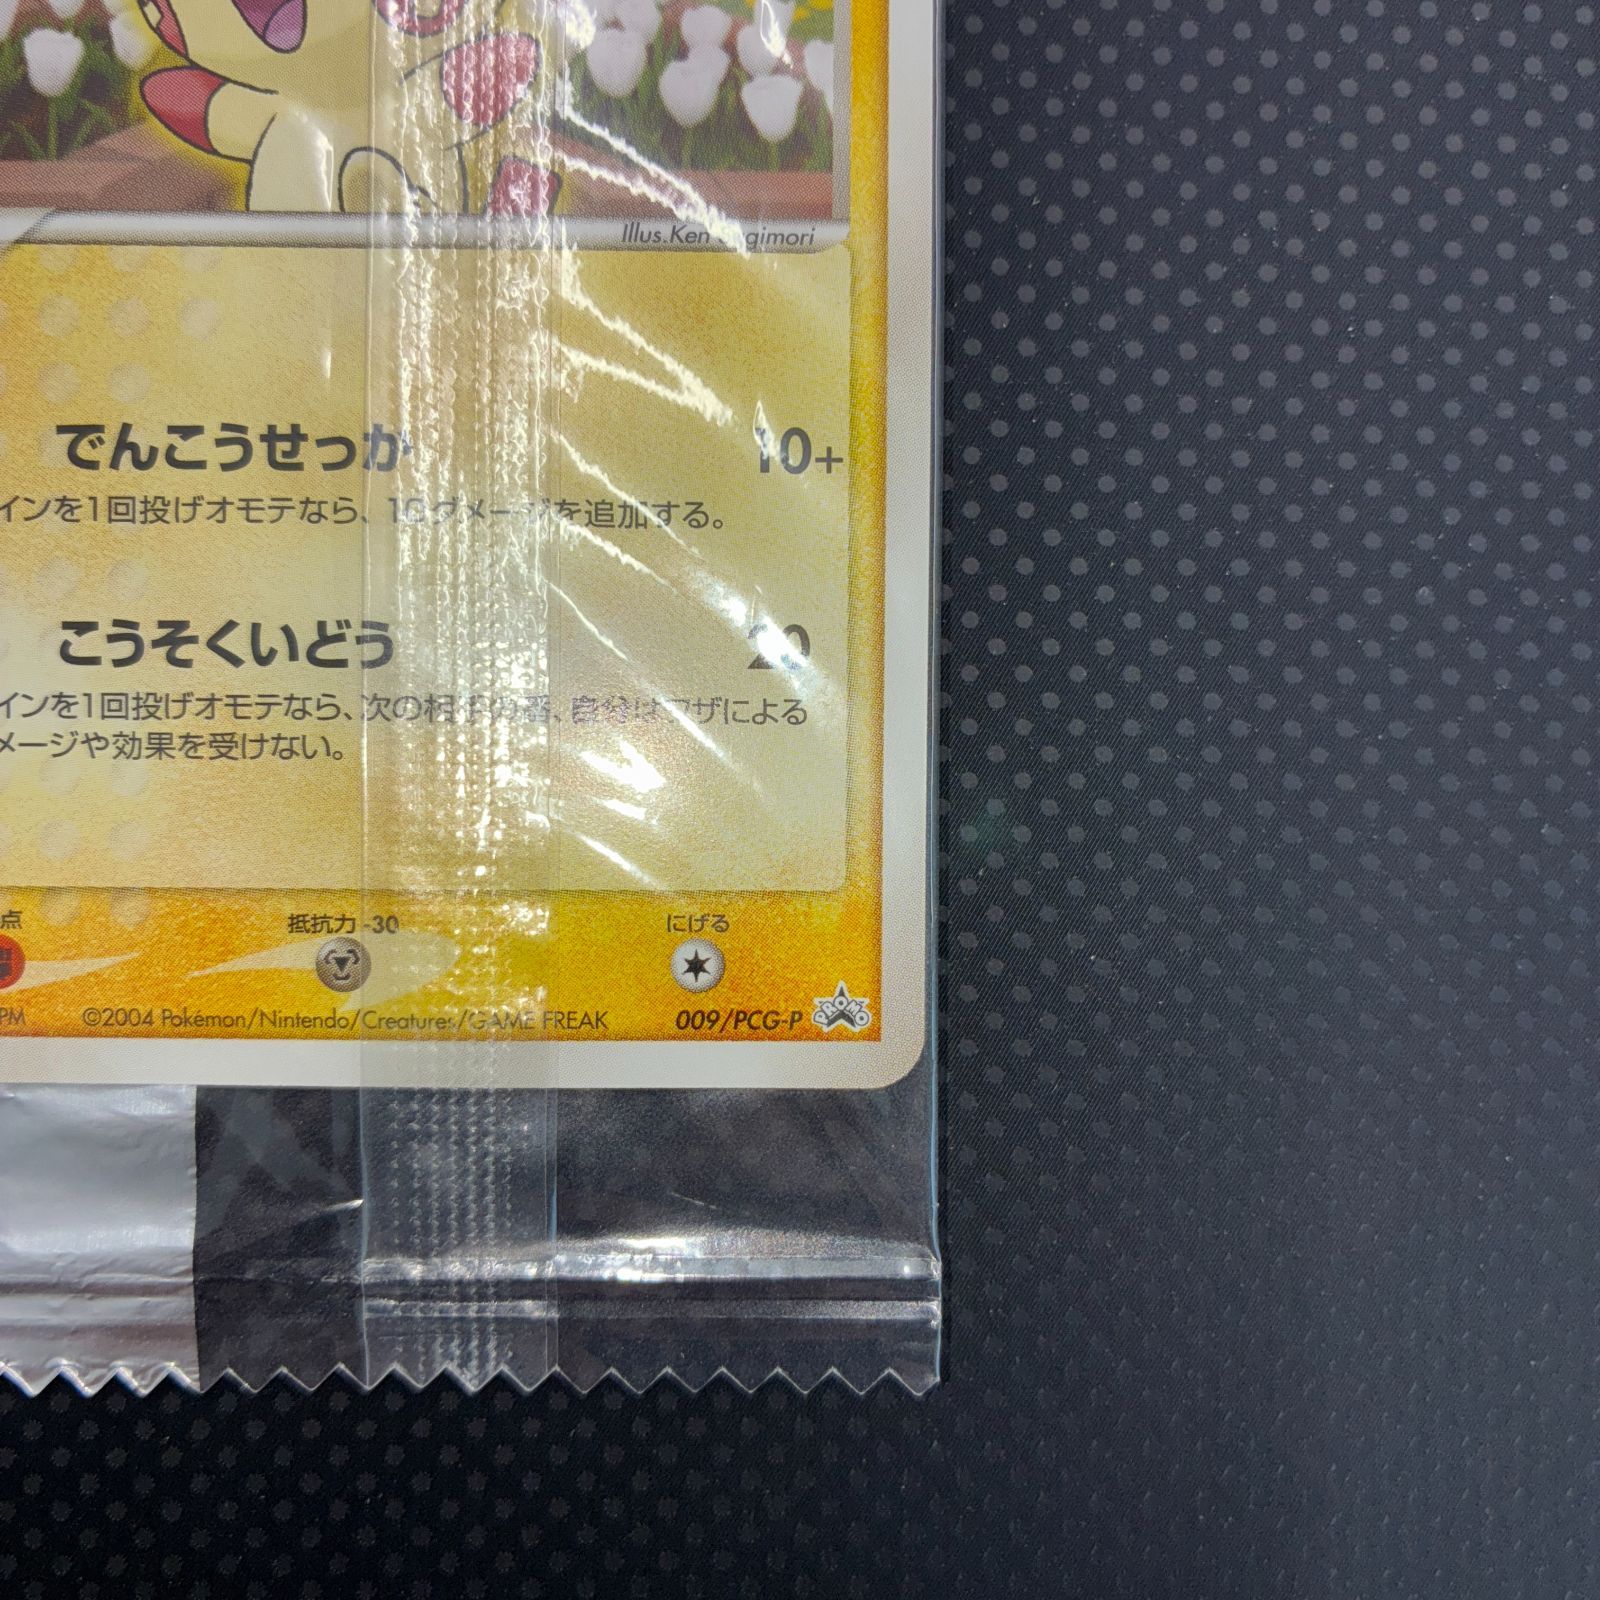 Illus.Ken Sugimori
でんこうせっか 10+
インを1回投げオモテなら、10ダメージを追加する。
こうそくいどう 20
インを1回投げオモテなら、次の相手の番、自分はワザによる
メージや効果を受けない。
点 抵抗力 -30 にげる
PM ©2004 Pokémon/Nintendo/Creatures/GAME FREAK 009/PCG-P PROMO